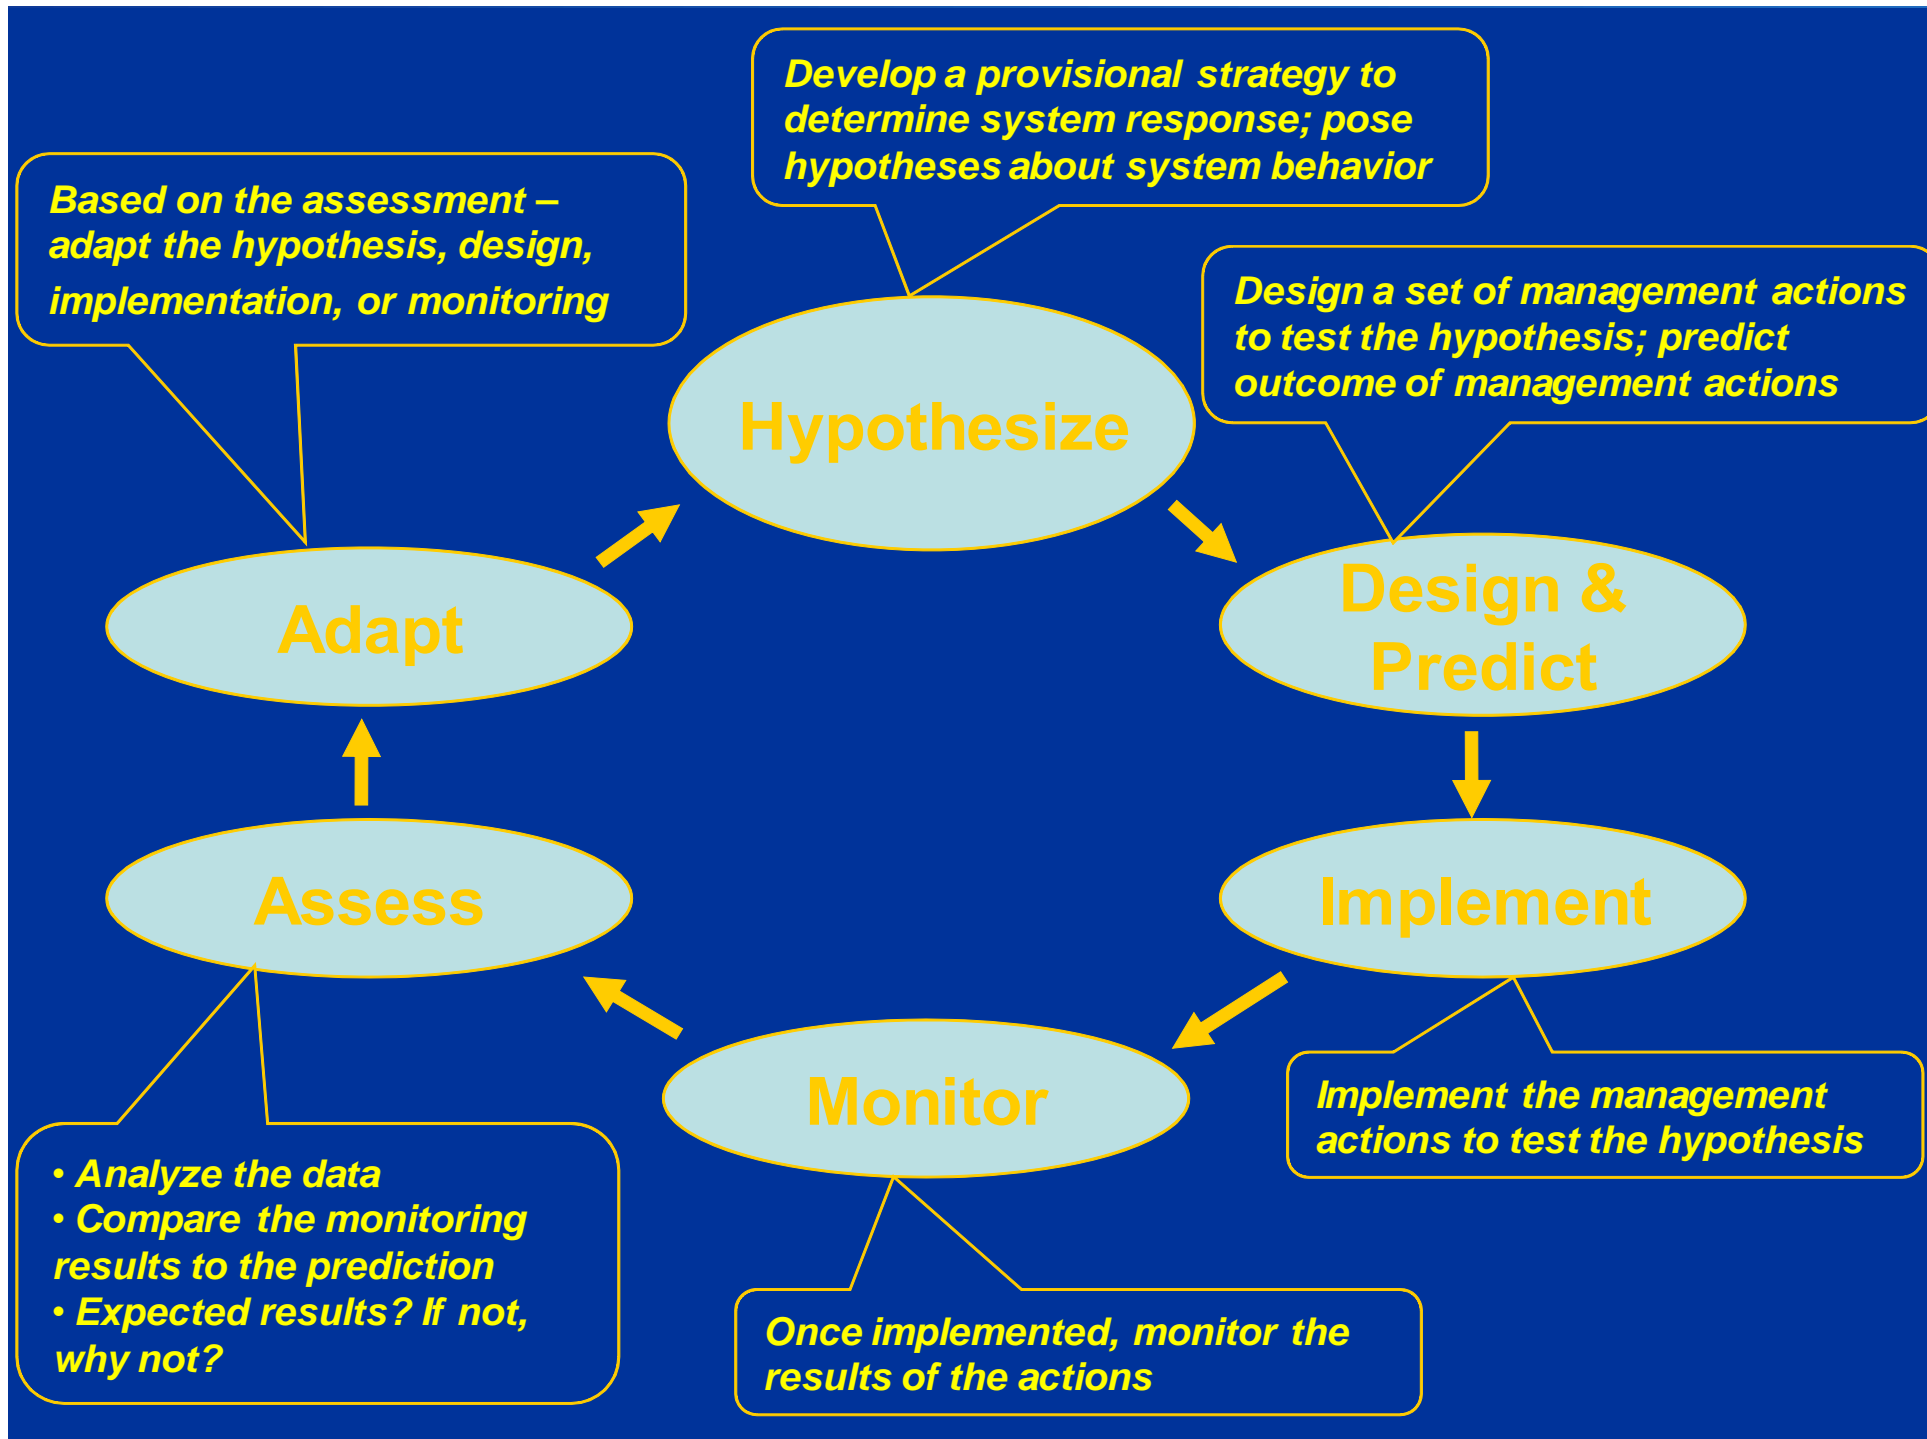 Develop a provisional strategy to
determine system response; pose
hypotheses about system behavior
Based on the assessment –
adapt the hypothesis, design,
implementation, or monitoring
Design a set of management actions
to test the hypothesis; predict
outcome of management actions
Hypothesize
Design &
Predict
Adapt
Assess
Implement
Monitor
Implement the management
actions to test the hypothesis
• Analyze the data
• Compare the monitoring
results to the prediction
• Expected results? If not,
why not?
Once implemented, monitor the
results of the actions